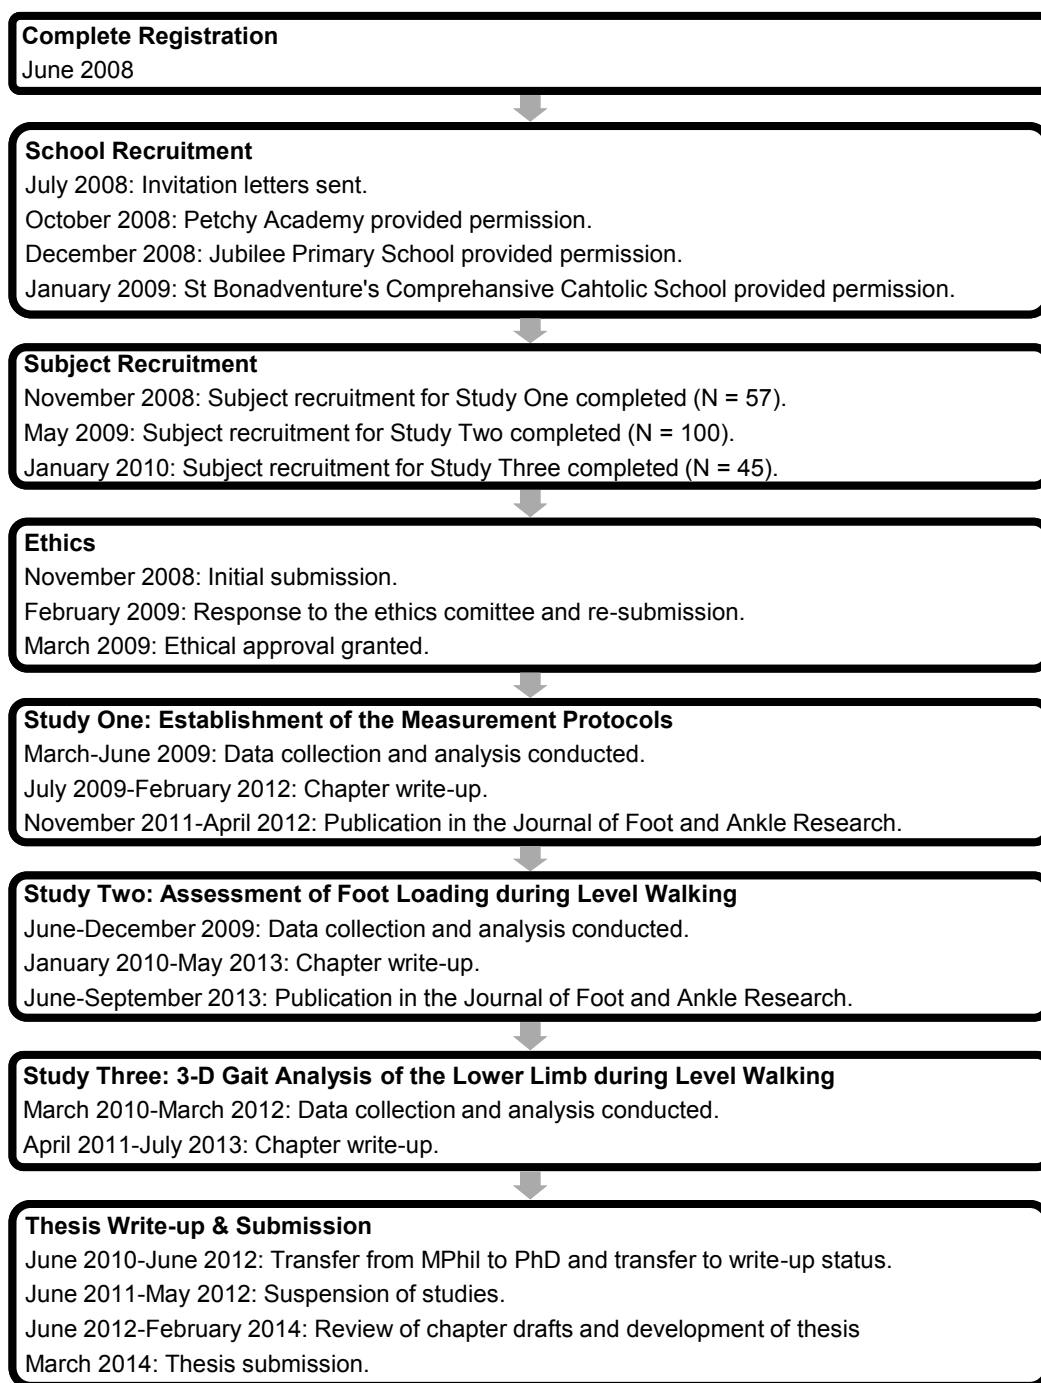 Complete Registration
June 2008
School Recruitment
July 2008: Invitation letters sent.
October 2008: Petchy Academy provided permission.
December 2008: Jubilee Primary School provided permission.
January 2009: St Bonadventure's Comprehansive Cahtolic School provided permission.
Subject Recruitment
November 2008: Subject recruitment for Study One completed (N = 57).
May 2009: Subject recruitment for Study Two completed (N = 100).
January 2010: Subject recruitment for Study Three completed (N = 45).
Ethics
November 2008: Initial submission.
February 2009: Response to the ethics comittee and re-submission.
March 2009: Ethical approval granted.
Study One: Establishment of the Measurement Protocols
March-June 2009: Data collection and analysis conducted.
July 2009-February 2012: Chapter write-up.
November 2011-April 2012: Publication in the Journal of Foot and Ankle Research.
Study Two: Assessment of Foot Loading during Level Walking
June-December 2009: Data collection and analysis conducted.
January 2010-May 2013: Chapter write-up.
June-September 2013: Publication in the Journal of Foot and Ankle Research.
Study Three: 3-D Gait Analysis of the Lower Limb during Level Walking
March 2010-March 2012: Data collection and analysis conducted.
April 2011-July 2013: Chapter write-up.
Thesis Write-up & Submission
June 2010-June 2012: Transfer from MPhil to PhD and transfer to write-up status.
June 2011-May 2012: Suspension of studies.
June 2012-February 2014: Review of chapter drafts and development of thesis
March 2014: Thesis submission.